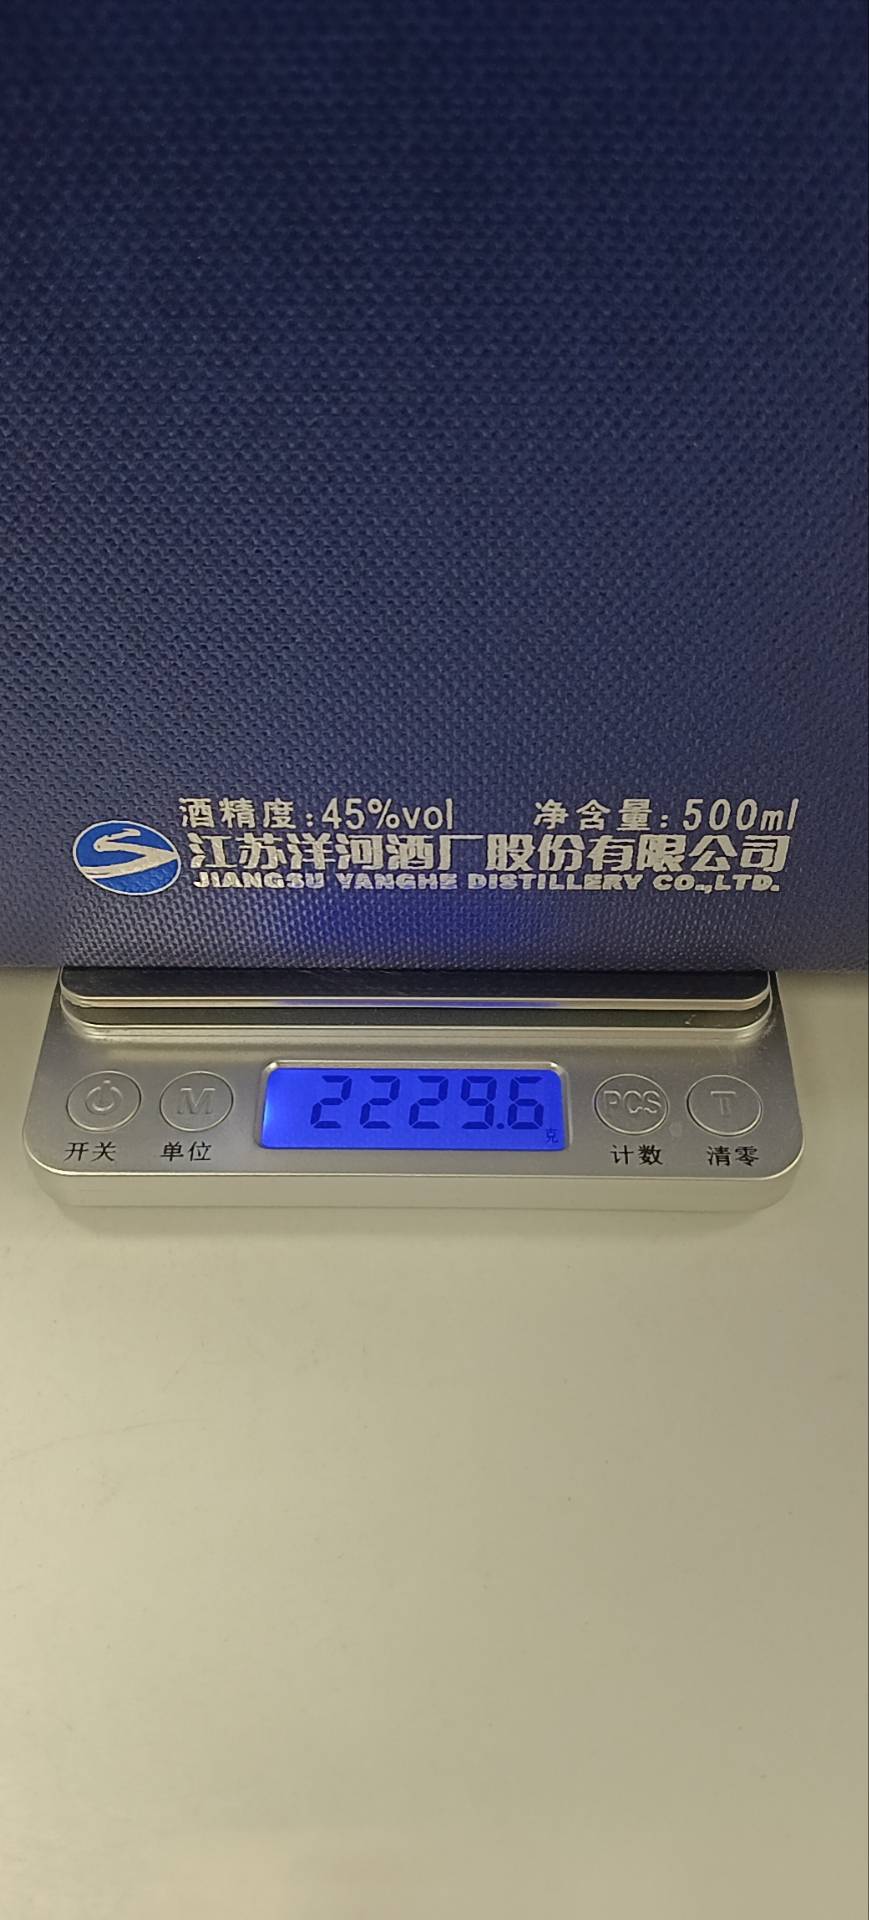 酒精度:45%vol 净含量:500ml
江苏洋河酒厂股份有限公司
JIANGSU YANGHE DISTILLERY CO.,LTD.
2229.6
克
M PCS T
开关 单位 计数 清零